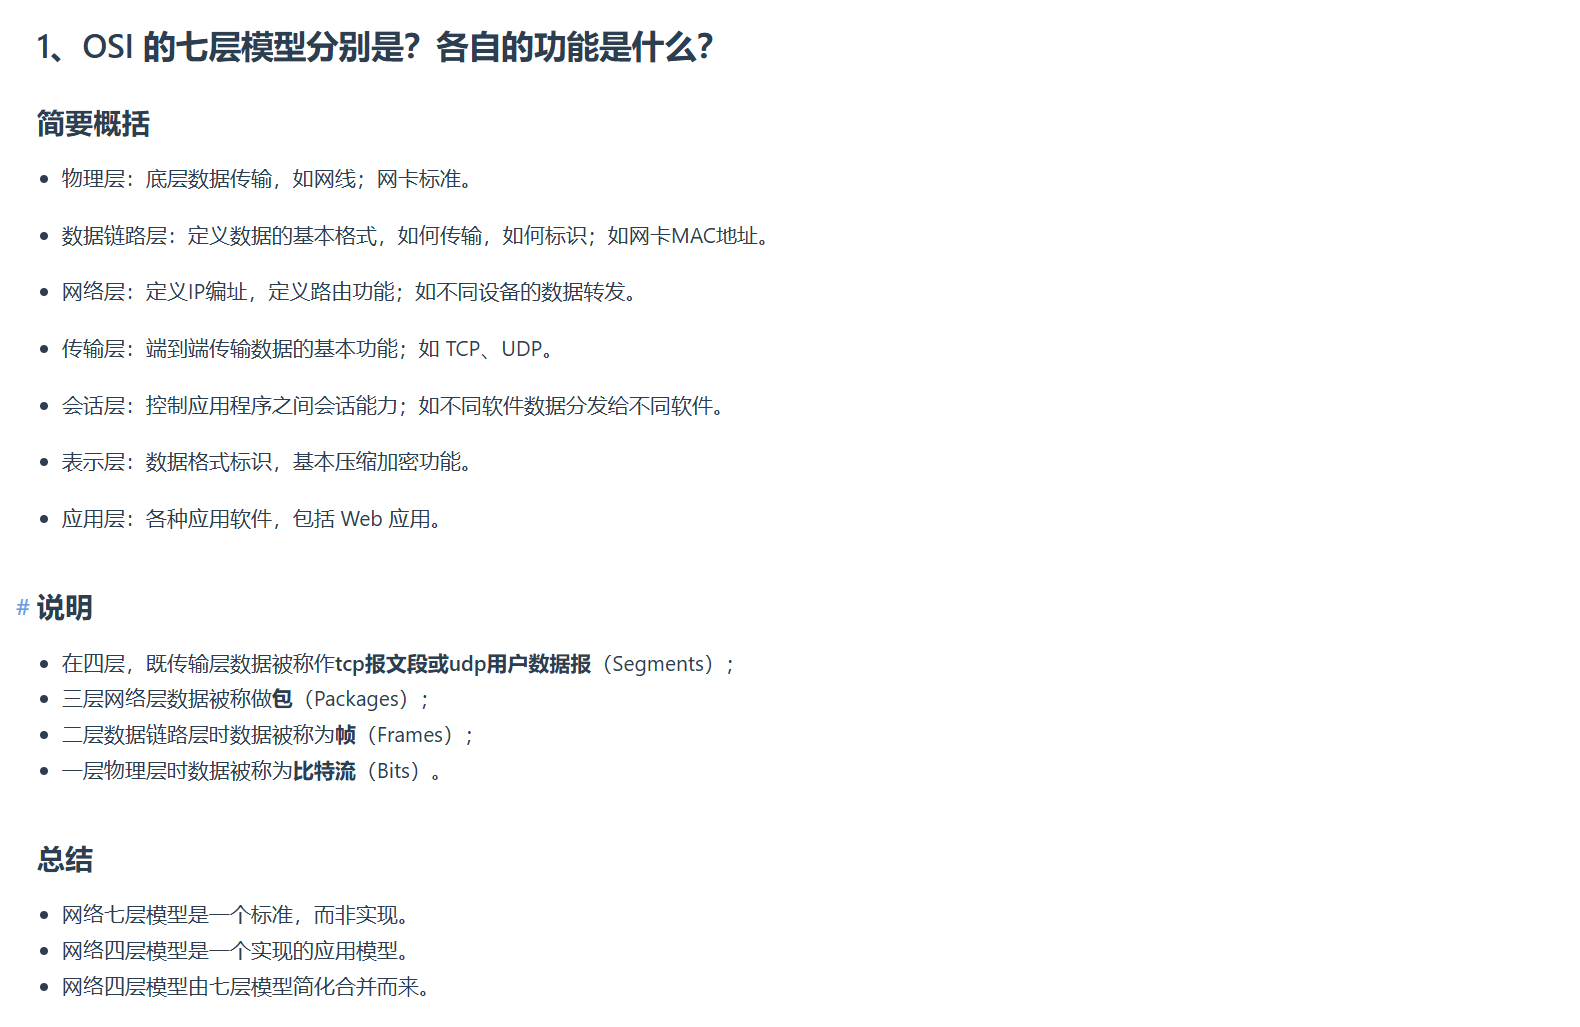 1、OSI 的七层模型分别是？各自的功能是什么？
简要概括
• 物理层：底层数据传输，如网线；网卡标准。
• 数据链路层：定义数据的基本格式，如何传输，如何标识；如网卡MAC地址。
• 网络层：定义IP编址，定义路由功能；如不同设备的数据转发。
• 传输层：端到端传输数据的基本功能；如 TCP、UDP。
• 会话层：控制应用程序之间会话能力；如不同软件数据分发给不同软件。
• 表示层：数据格式标识，基本压缩加密功能。
• 应用层：各种应用软件，包括 Web 应用。
# 说明
• 在四层，既传输层数据被称作tcp报文段或udp用户数据报（Segments）；
• 三层网络层数据被称做包（Packages）；
• 二层数据链路层时数据被称为帧（Frames）；
• 一层物理层时数据被称为比特流（Bits）。
总结
• 网络七层模型是一个标准，而非实现。
• 网络四层模型是一个实现的应用模型。
• 网络四层模型由七层模型简化合并而来。